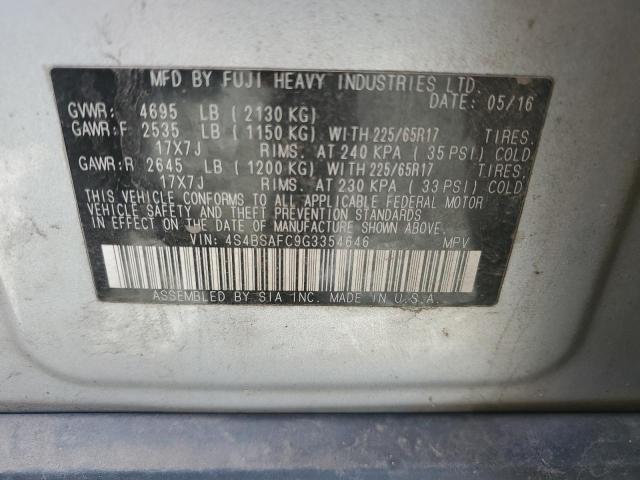 MFD BY FUJI HEAVY INDUSTRIES LTD.
DATE: 05/16
GVWR: 4695 LB ( 2130 KG)
GAWR:F 2535 LB ( 1150 KG) WITH 225/65R17 TIRES.
17X7J RIMS. AT 240 KPA ( 35 PSI) COLD
GAWR:R 2645 LB ( 1200 KG) WITH 225/65R17 TIRES.
17X7J RIMS. AT 230 KPA ( 33 PSI) COLD
THIS VEHICLE CONFORMS TO ALL APPLICABLE FEDERAL MOTOR
VEHICLE SAFETY AND THEFT PREVENTION STANDARDS IN EFFECT
ON THE DATE OF MANUFACTURE SHOWN ABOVE.
VIN: 4S4BSAFC9G3354646 MPV
ASSEMBLED BY SIA INC. MADE IN U.S.A.